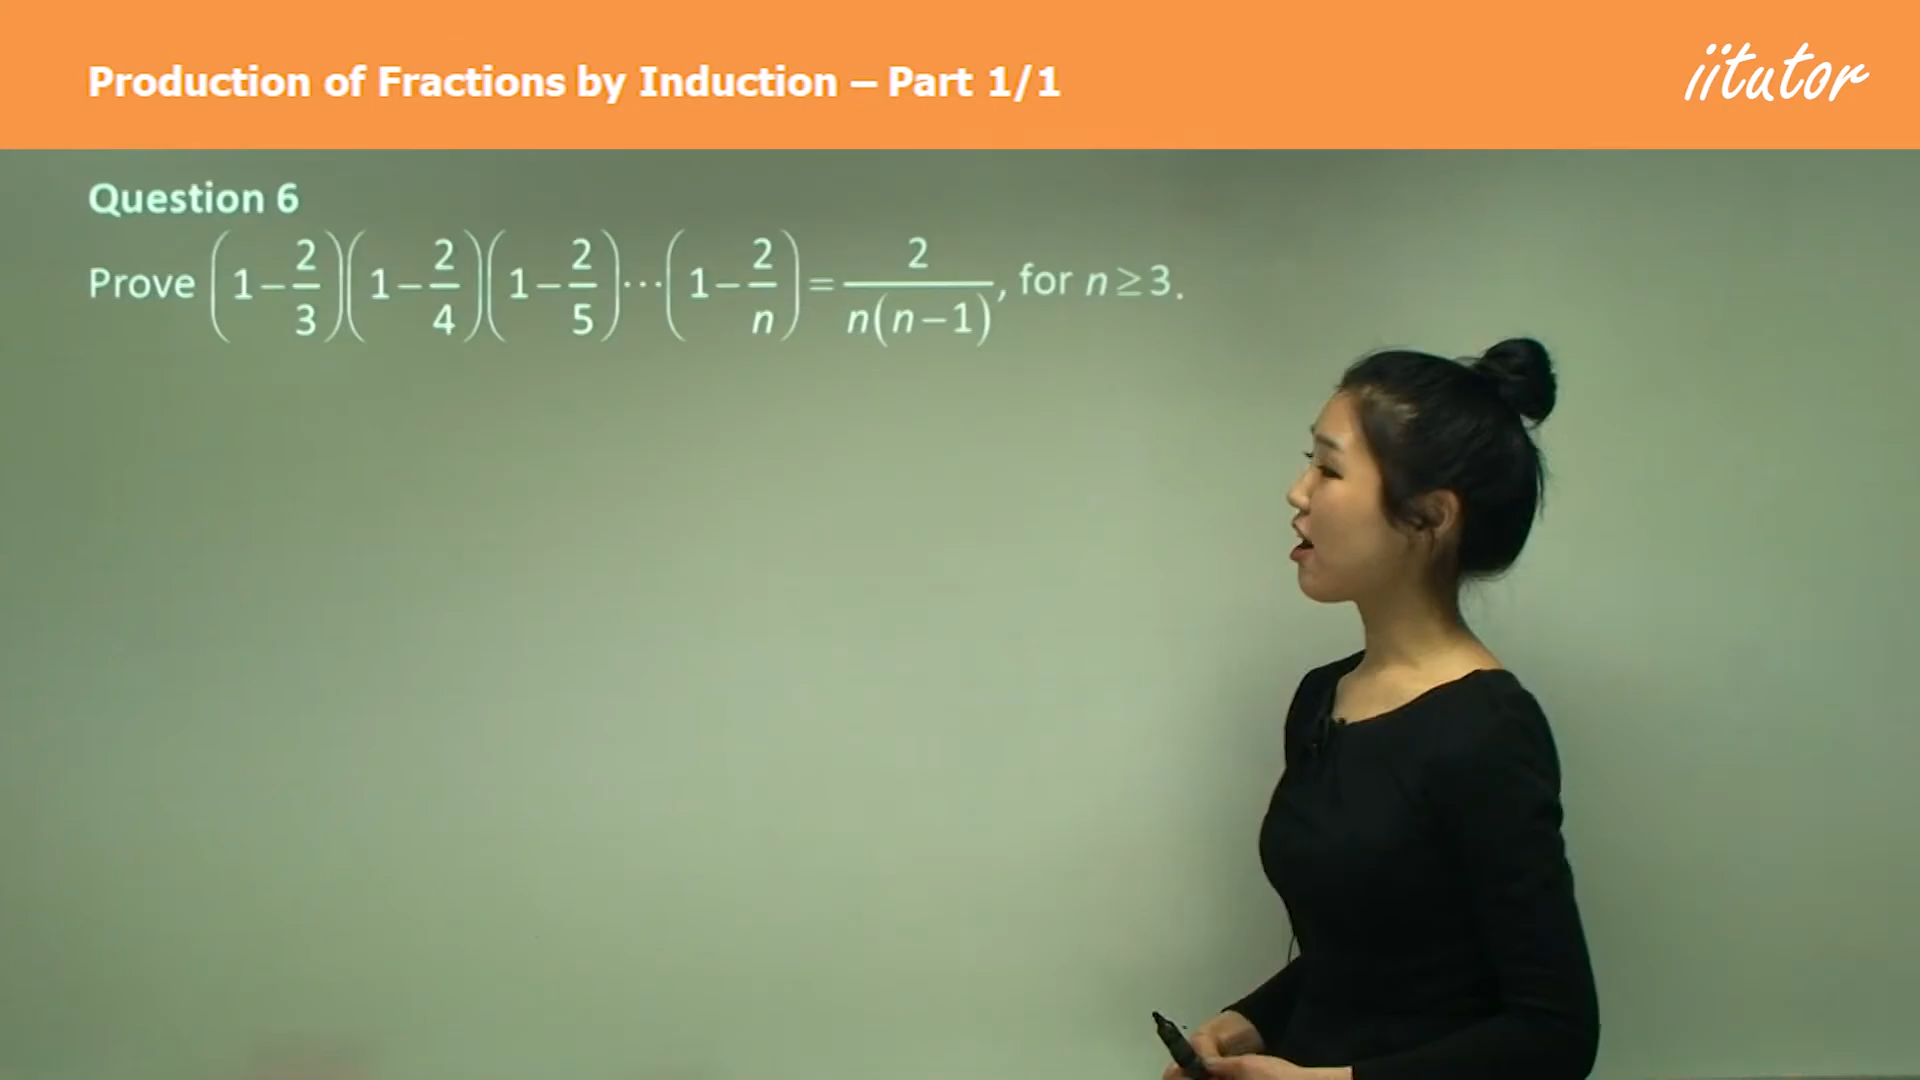 Production of Fractions by Induction – Part 1/1
iitutor
Question 6
Prove (1−2/3)(1−2/4)(1−2/5)⋯(1−2/n)=2/n(n−1), for n≥3.